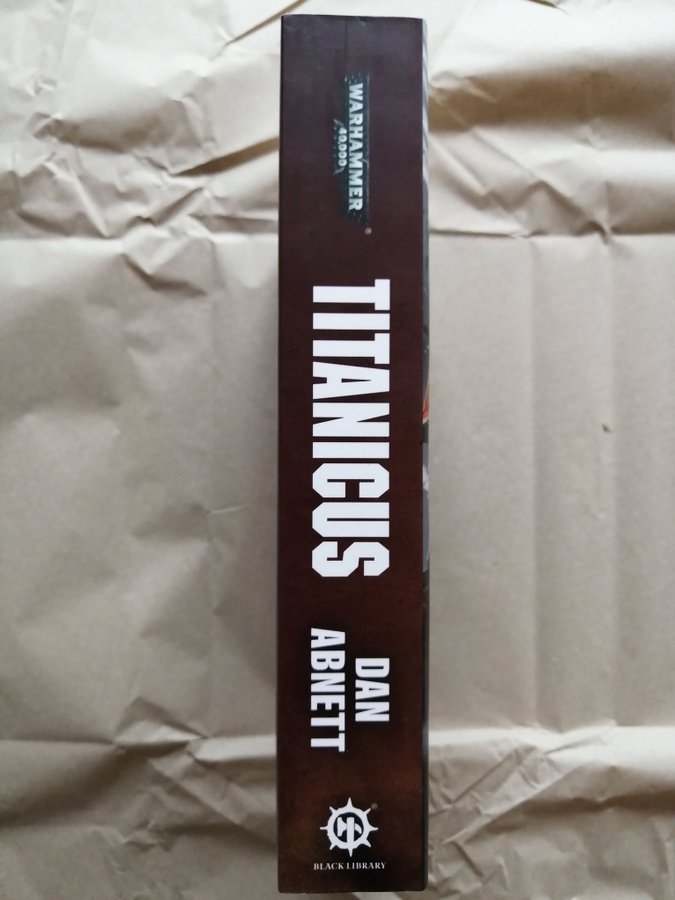 WARHAMMER
40,000
®
TITANICUS
DAN
ABNETT
®
BLACK LIBRARY